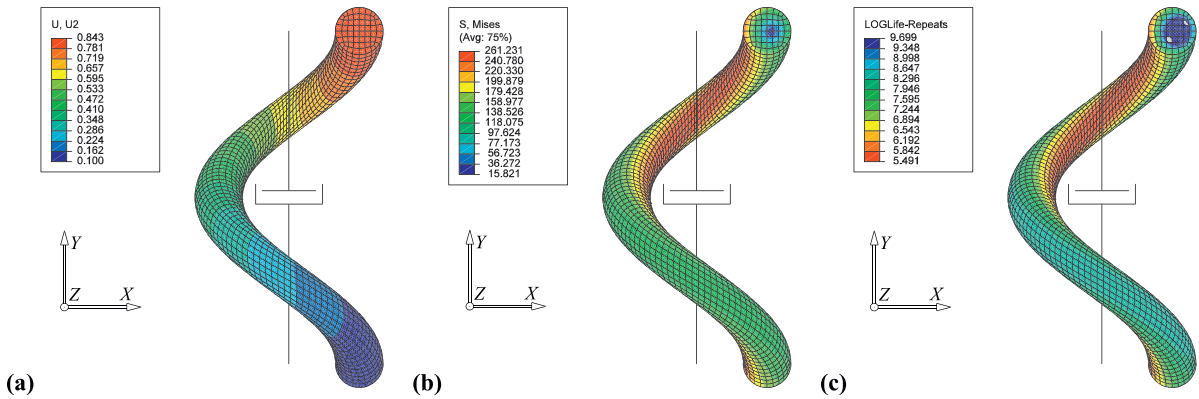 U, U2
0.843
0.781
0.719
0.657
0.595
0.533
0.472
0.410
0.348
0.286
0.224
0.162
0.100
Y
Z
X
(a)
S, Mises
(Avg: 75%)
261.231
240.780
220.330
199.879
179.428
158.977
138.526
118.075
97.624
77.173
56.723
36.272
15.821
Y
Z
X
(b)
LOGLife-Repeats
9.699
9.348
8.998
8.647
8.296
7.946
7.595
7.244
6.894
6.543
6.192
5.842
5.491
Y
Z
X
(c)